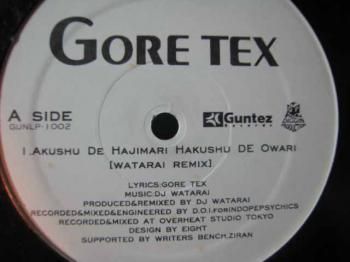 GORE TEX
A SIDE
GUNLP-1002
Guntez
Records
1.AKUSHU DE HAJIMARI HAKUSHU DE OWARI
[WATARAI REMIX]
LYRICS:GORE TEX
MUSIC:DJ WATARAI
PRODUCED&REMIXED BY DJ WATARAI
RECORDED&MIXED&ENGINEERED BY D.O.I.FORINDOPEPSYCHICS
RECORDED&MIXED AT OVERHEAT STUDIO TOKYO
DESIGN BY EIGHT
SUPPORTED BY WRITERS BENCH,ZIRAN